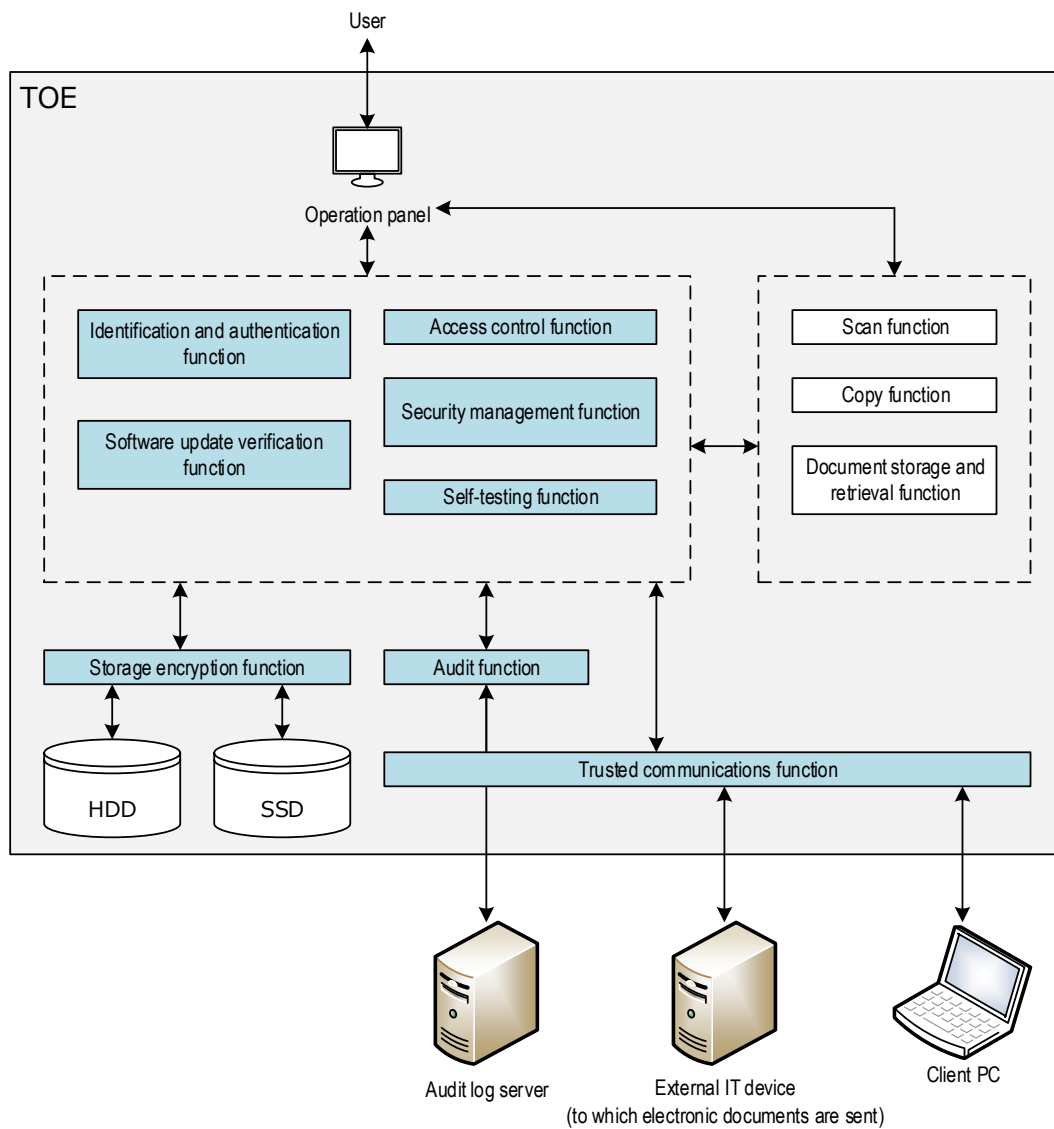 User
TOE
Operation panel
Identification and authentication
function
Access control function
Scan function
Security management function
Copy function
Software update verification
function
Document storage and
retrieval function
Self-testing function
Storage encryption function
Audit function
Trusted communications function
HDD
SSD
Audit log server
External IT device
(to which electronic documents are sent)
Client PC